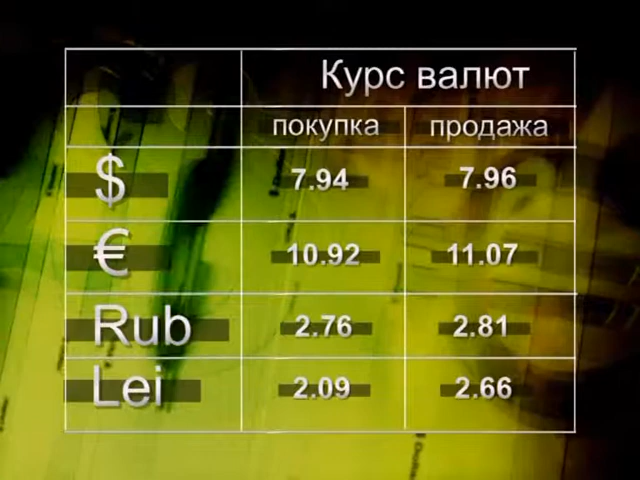 Курс валют
покупка продажа
$ 7.94 7.96
€ 10.92 11.07
Rub 2.76 2.81
Lei 2.09 2.66